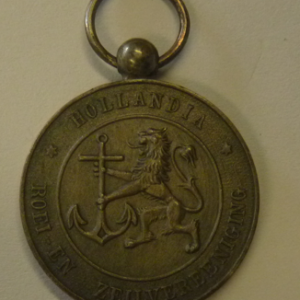 * HOLLANDIA *
ROEI- EN ZEILVEREENIGING